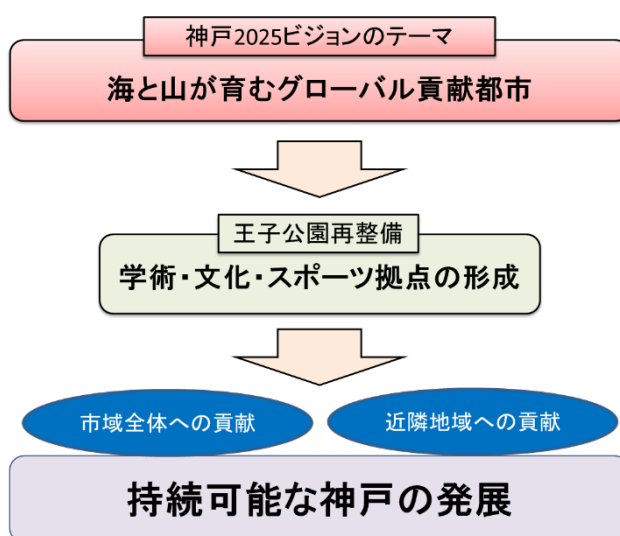 神戸2025ビジョンのテーマ
海と山が育むグローバル貢献都市
王子公園再整備
学術・文化・スポーツ拠点の形成
市域全体への貢献
近隣地域への貢献
持続可能な神戸の発展